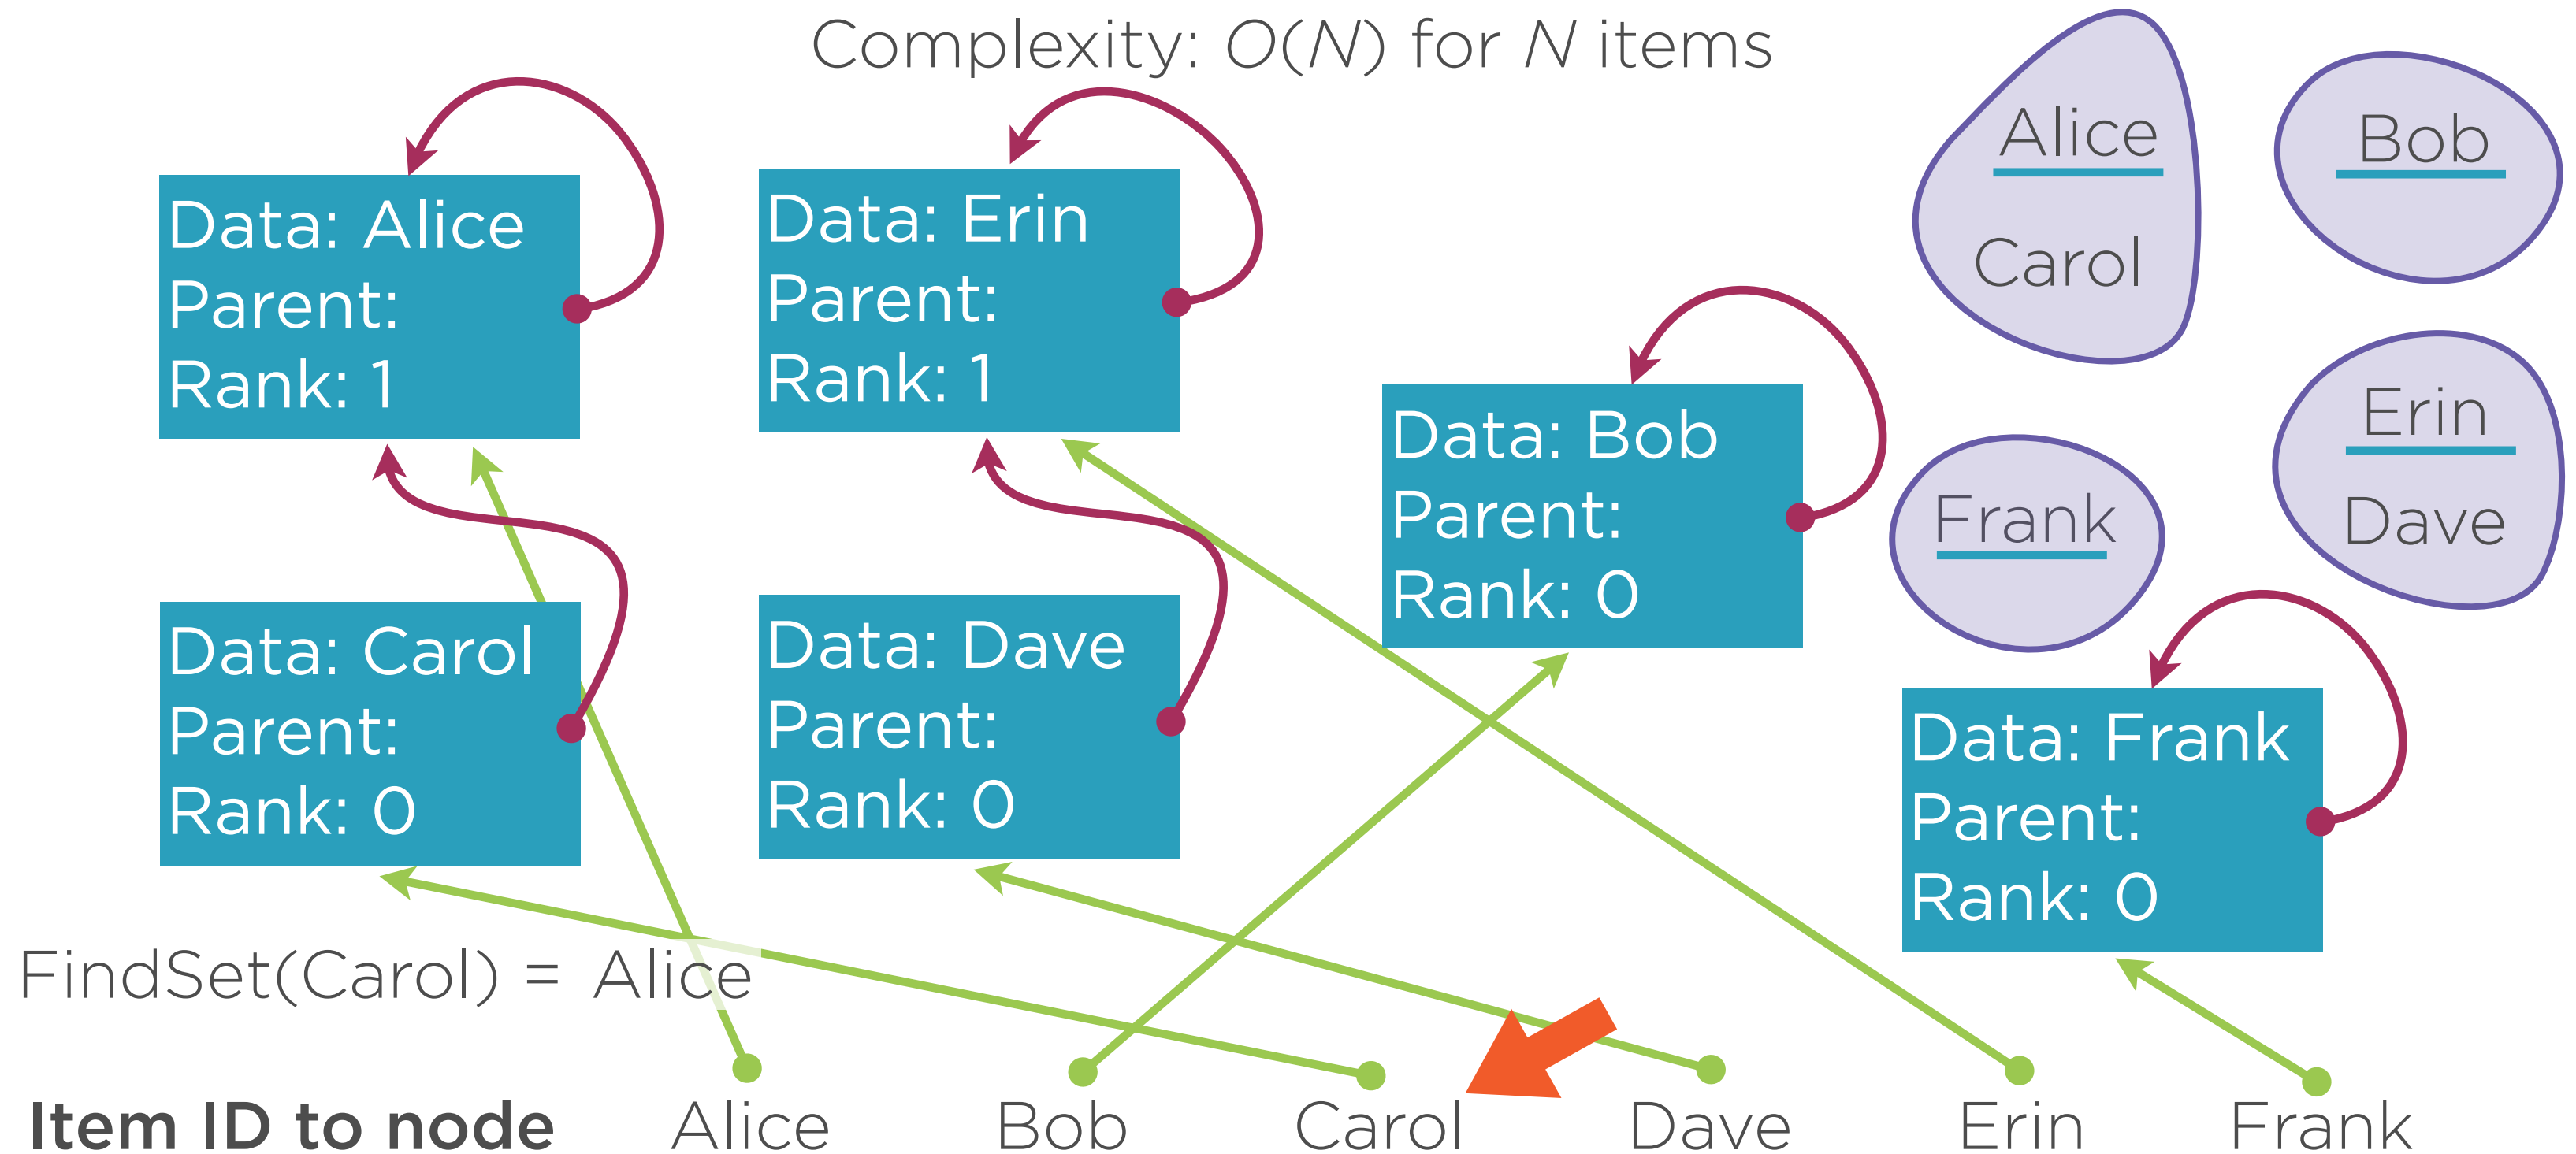 Complexity: O(N) for N items
Data: Alice
Parent:
Rank: 1
Data: Erin
Parent:
Rank: 1
Data: Bob
Parent:
Rank: 0
Alice
Carol
Bob
Erin
Dave
Frank
Data: Carol
Parent:
Rank: 0
Data: Dave
Parent:
Rank: 0
Data: Frank
Parent:
Rank: 0
FindSet(Carol) = Alice
Item ID to node
Alice
Bob
Carol
Dave
Erin
Frank